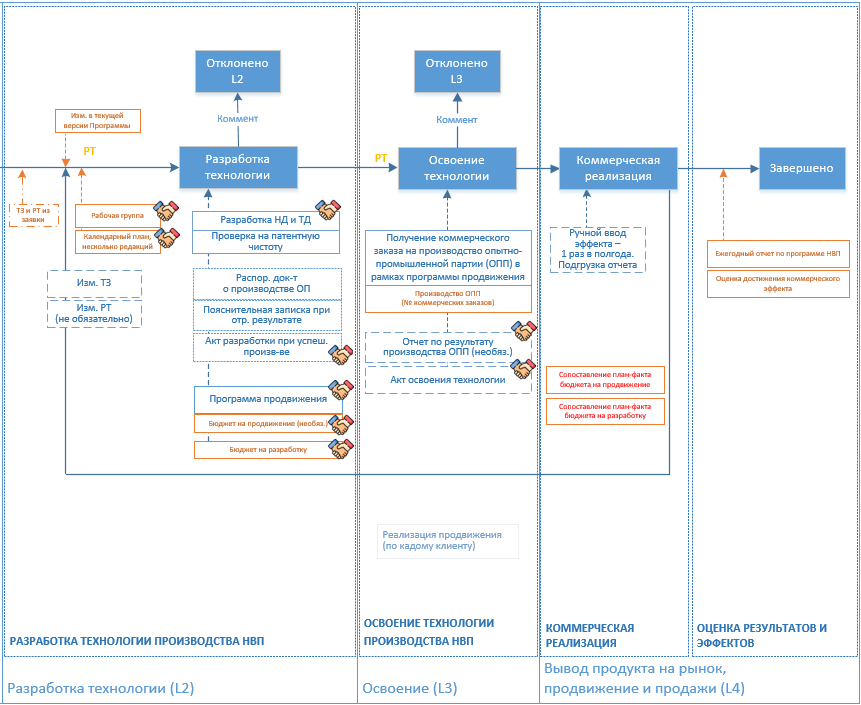 Отклонено
L2
Коммент
Изм. в текущей
версии Программы
РТ
Разработка
технологии
ТЗ и РТ из
заявки
Рабочая группа
Календарный план,
несколько редакций
Изм. ТЗ
Изм. РТ
(не обязательно)
Разработка НД и ТД
Проверка на патентную
чистоту
Распор. док-т
о производстве ОП
Пояснительная записка при
отр. результате
Акт разработки при успеш.
произв-ве
Программа продвижения
Бюджет на продвижение (необяз.)
Бюджет на разработку
РАЗРАБОТКА ТЕХНОЛОГИИ ПРОИЗВОДСТВА НВП
Разработка технологии (L2)
Отклонено
L3
Коммент
РТ
Освоение
технологии
Получение коммерческого
заказа на производство опытно-
промышленной партии (ОПП) в
рамках программы продвижения
Производство ОПП
(№ коммерческих заказов)
Отчет по результату
производства ОПП (необяз.)
Акт освоения технологии
Реализация продвижения
(по кадому клиенту)
ОСВОЕНИЕ ТЕХНОЛОГИИ
ПРОИЗВОДСТВА НВП
Освоение (L3)
Коммерческая
реализация
Ручной ввод
эффекта –
1 раз в полгода.
Подгрузка отчета
Сопоставление план-факта
бюджета на продвижение
Сопоставление план-факта
бюджета на разработку
КОММЕРЧЕСКАЯ
РЕАЛИЗАЦИЯ
Завершено
Ежегодный отчет по программе НВП
Оценка достижения коммерческого
эффекта
ОЦЕНКА РЕЗУЛЬТАТОВ И
ЭФФЕКТОВ
Вывод продукта на рынок,
продвижение и продажи (L4)